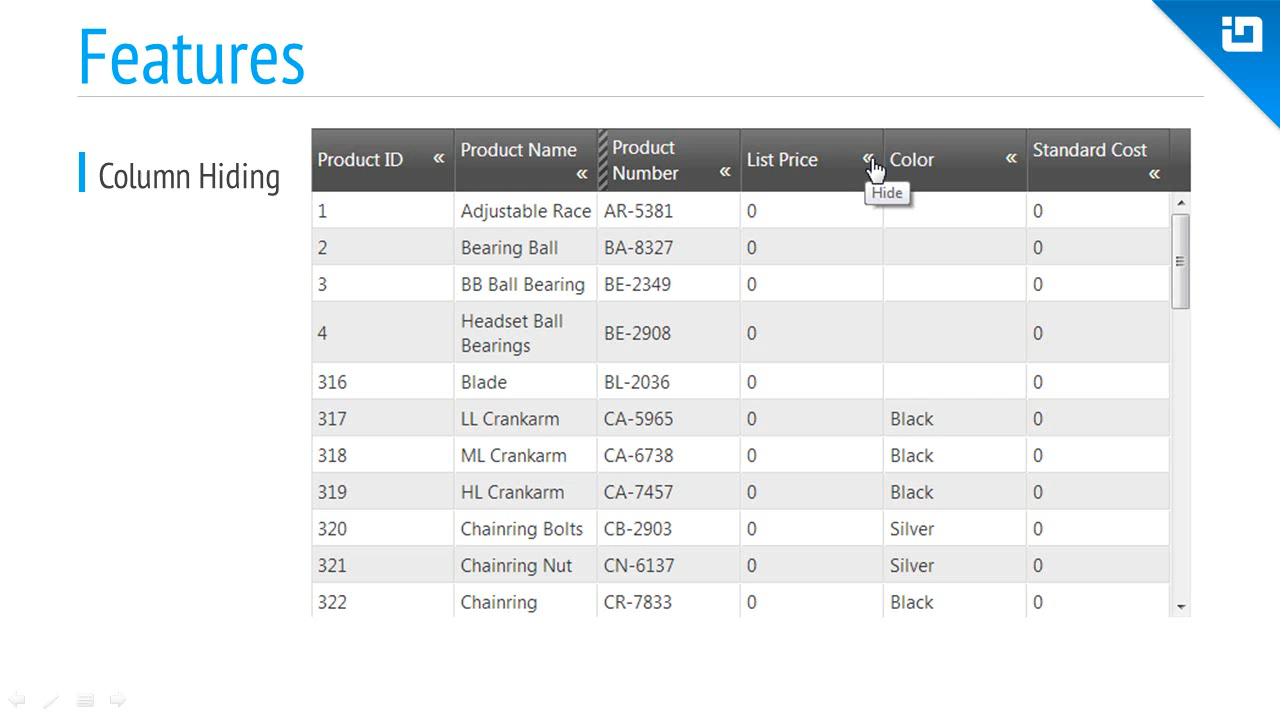 Features
Column Hiding
Product ID « Product Name « Product Number « List Price « Color « Standard Cost «
Hide
1 Adjustable Race AR-5381 0 0
2 Bearing Ball BA-8327 0 0
3 BB Ball Bearing BE-2349 0 0
4 Headset Ball Bearings BE-2908 0 0
316 Blade BL-2036 0 0
317 LL Crankarm CA-5965 0 Black 0
318 ML Crankarm CA-6738 0 Black 0
319 HL Crankarm CA-7457 0 Black 0
320 Chainring Bolts CB-2903 0 Silver 0
321 Chainring Nut CN-6137 0 Silver 0
322 Chainring CR-7833 0 Black 0